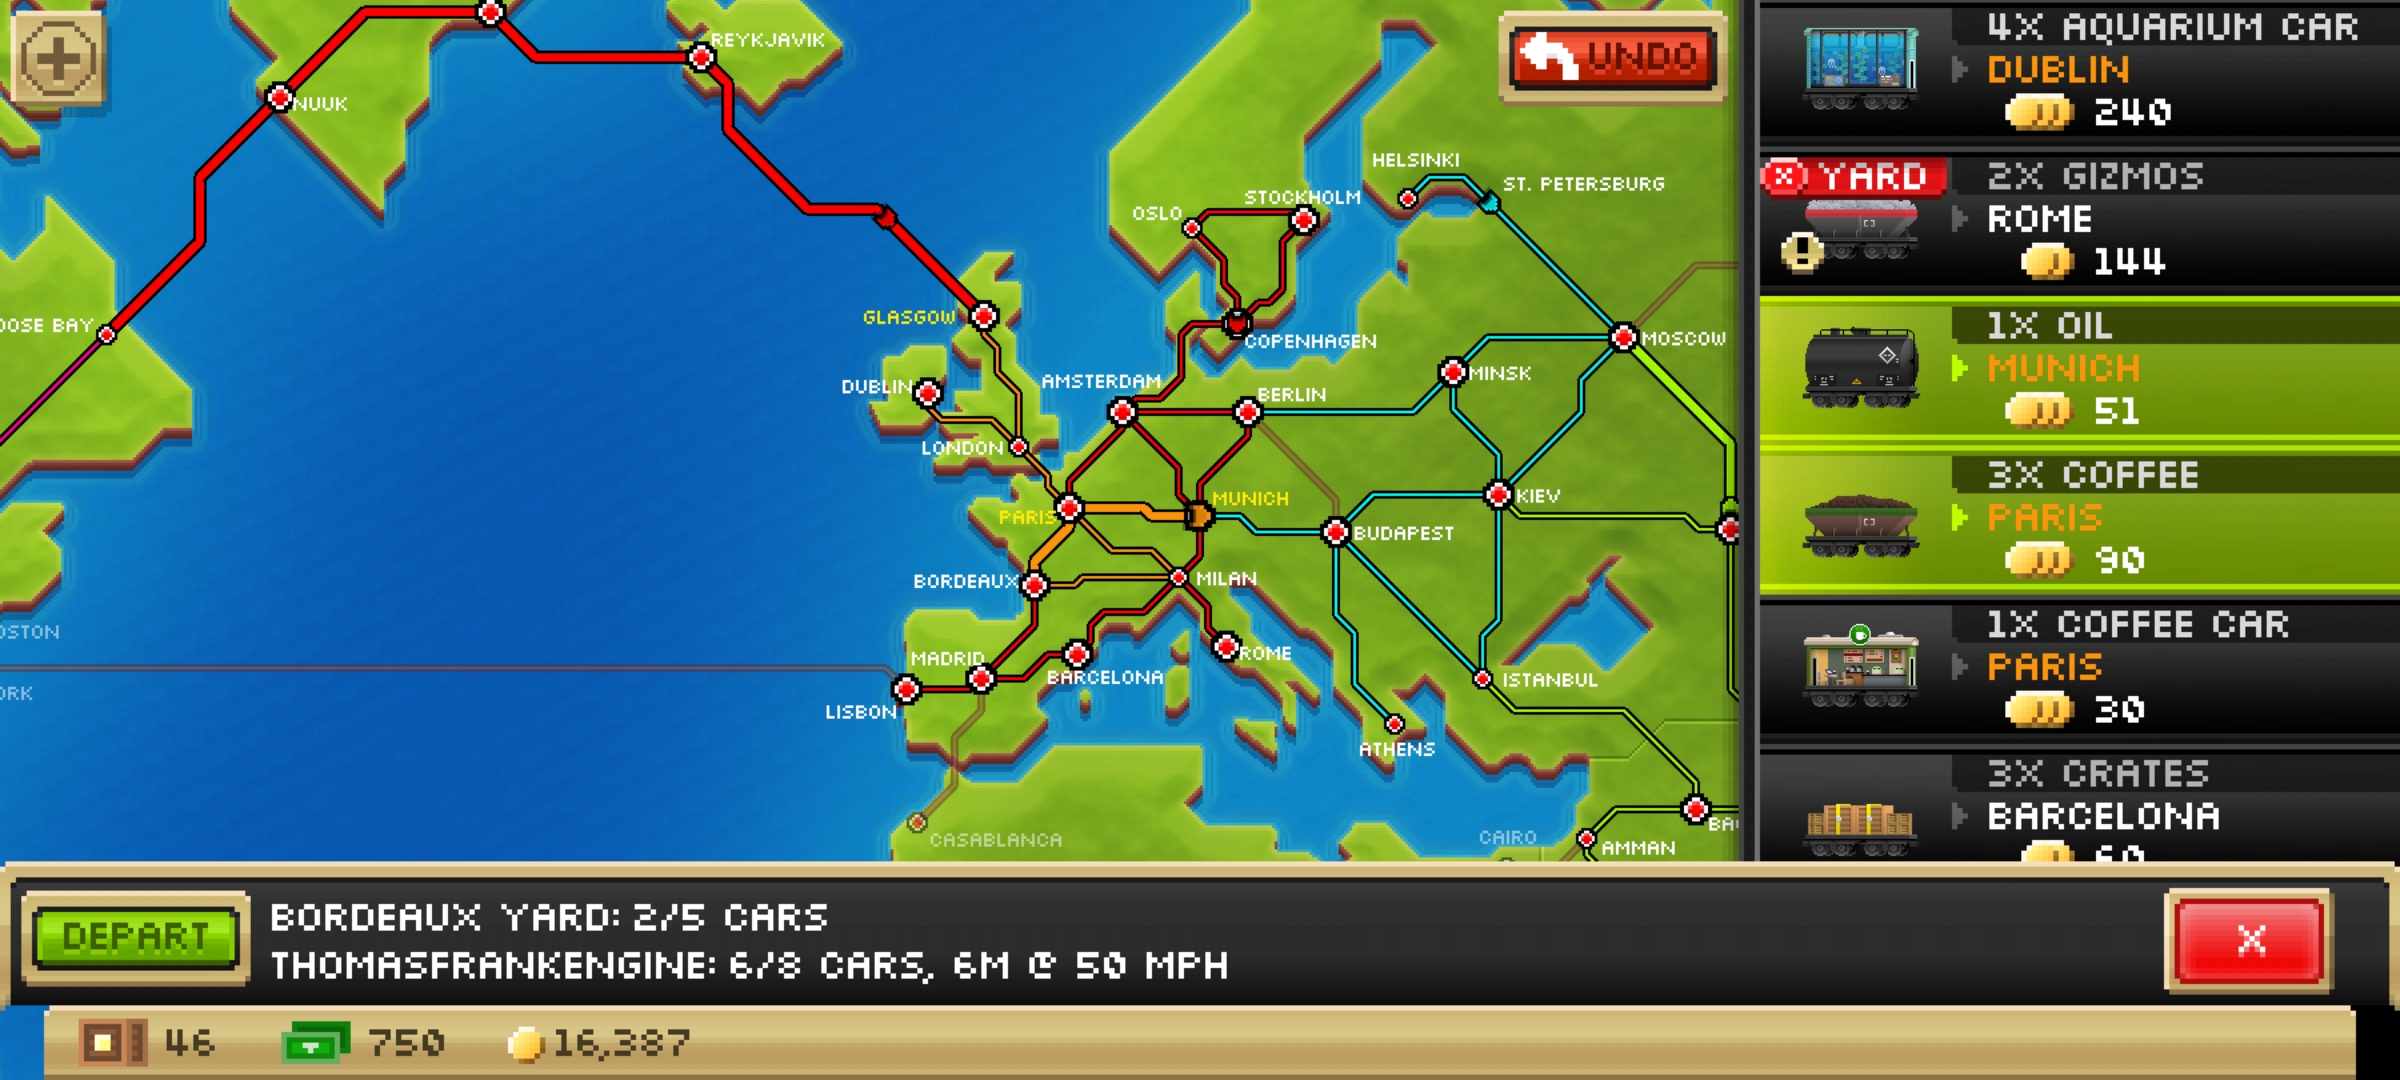 REYKJAVIK
UNDO
NUUK
HELSINKI
ST. PETERSBURG
STOCKHOLM
OSLO
GLASGOW
OOSE BAY
COPENHAGEN
MOSCOW
DUBLIN
AMSTERDAM
MINSK
BERLIN
LONDON
MUNICH
KIEV
PARIS
BUDAPEST
BORDEAUX
MILAN
OSTON
MADRID
ROME
BARCELONA
ISTANBUL
ORK
LISBON
ATHENS
CASABLANCA
CAIRO
AMMAN
BA
4X AQUARIUM CAR
DUBLIN
240
YARD
2X GIZMOS
ROME
144
1X OIL
MUNICH
51
3X COFFEE
PARIS
90
1X COFFEE CAR
PARIS
30
3X CRATES
BARCELONA
60
DEPART
BORDEAUX YARD: 2/5 CARS
THOMASFRANKENGINE: 6/8 CARS, 6M @ 50 MPH
X
46
750
16,387